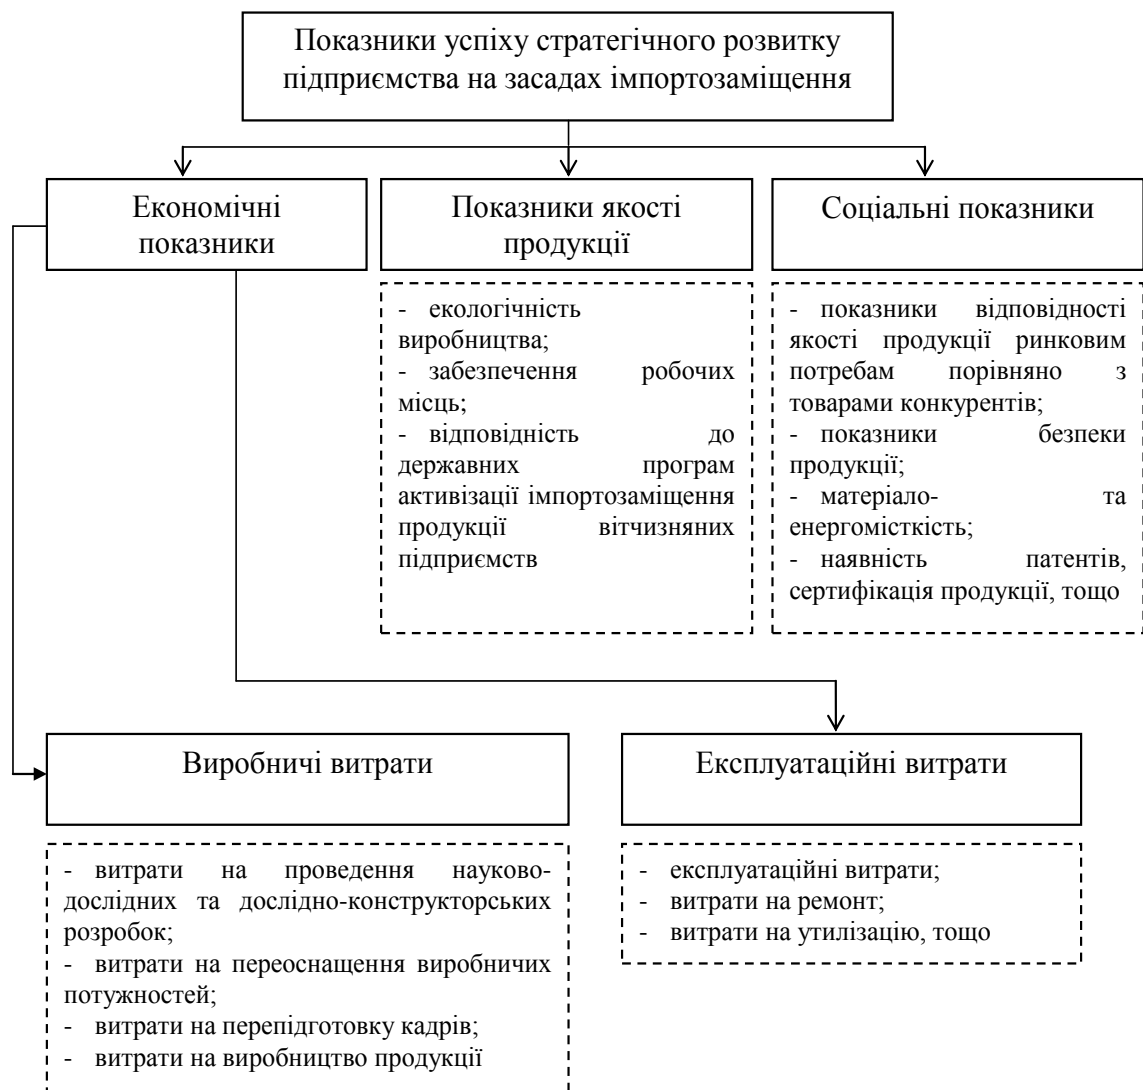 Показники успіху стратегічного розвитку
підприємства на засадах імпортозаміщення
Економічні
показники
Показники якості
продукції
Соціальні показники
- екологічність
виробництва;
- забезпечення робочих
місць;
- відповідність до
державних програм
активізації імпортозаміщення
продукції вітчизняних
підприємств
- показники відповідності
якості продукції ринковим
потребам порівняно з
товарами конкурентів;
- показники безпеки
продукції;
- матеріало- та
енергомісткість;
- наявність патентів,
сертифікація продукції, тощо
Виробничі витрати
Експлуатаційні витрати
- витрати на проведення науково-
дослідних та дослідно-конструкторських
розробок;
- витрати на переоснащення виробничих
потужностей;
- витрати на перепідготовку кадрів;
- витрати на виробництво продукції
- експлуатаційні витрати;
- витрати на ремонт;
- витрати на утилізацію, тощо